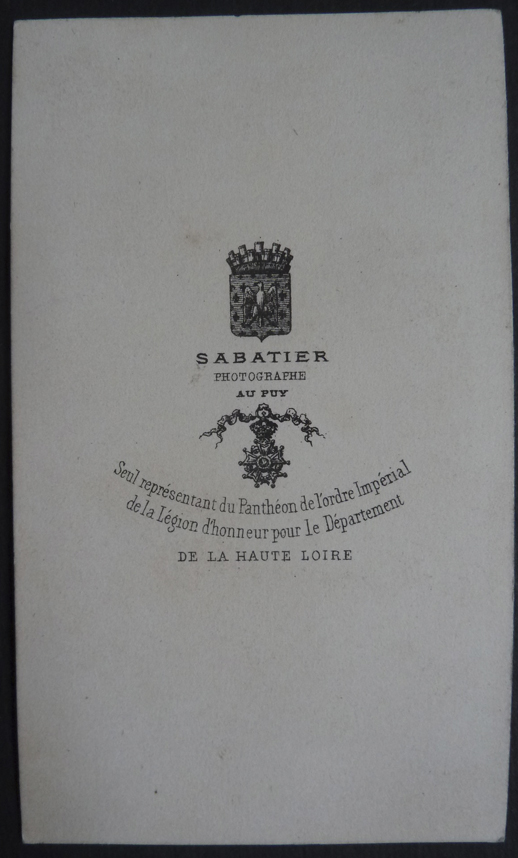 SABATIER
PHOTOGRAPHE
AU PUY
Seul représentant du Panthéon de l'ordre Impérial
de la Légion d'honneur pour le Département
DE LA HAUTE LOIRE